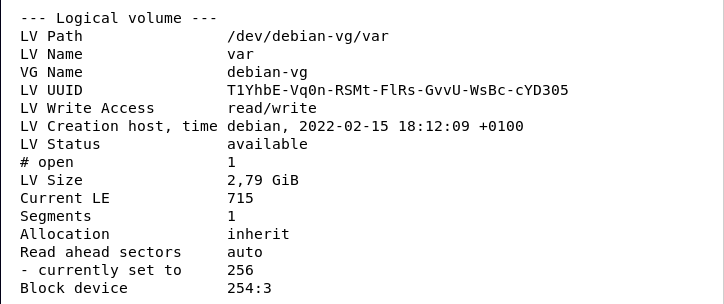 --- Logical volume ---
LV Path                /dev/debian-vg/var
LV Name                var
VG Name                debian-vg
LV UUID                T1YhbE-Vq0n-RSMt-FlRs-GvvU-WsBc-cYD305
LV Write Access        read/write
LV Creation host, time debian, 2022-02-15 18:12:09 +0100
LV Status              available
# open                 1
LV Size                2,79 GiB
Current LE             715
Segments               1
Allocation             inherit
Read ahead sectors     auto
- currently set to     256
Block device           254:3